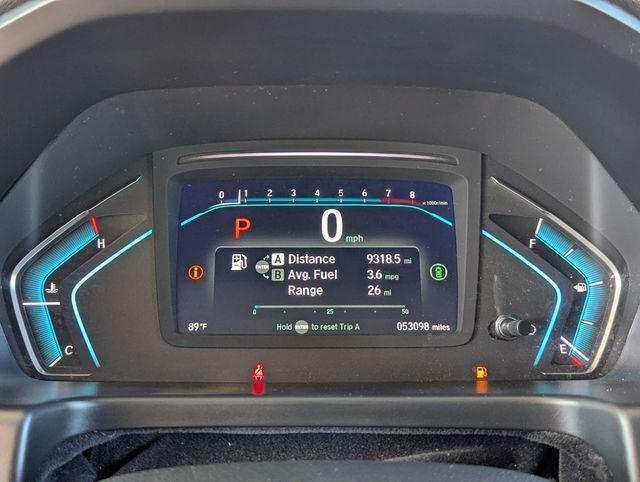 0 1 2 3 4 5 6 7 8
x 1000r/min
P 0 mph
H
F
ENTER A Distance 9318.5 mi
B Avg. Fuel 3.6 mpg
Range 26 mi
i
0 25 50
C
E
89°F Hold ENTER to reset Trip A 053098 miles